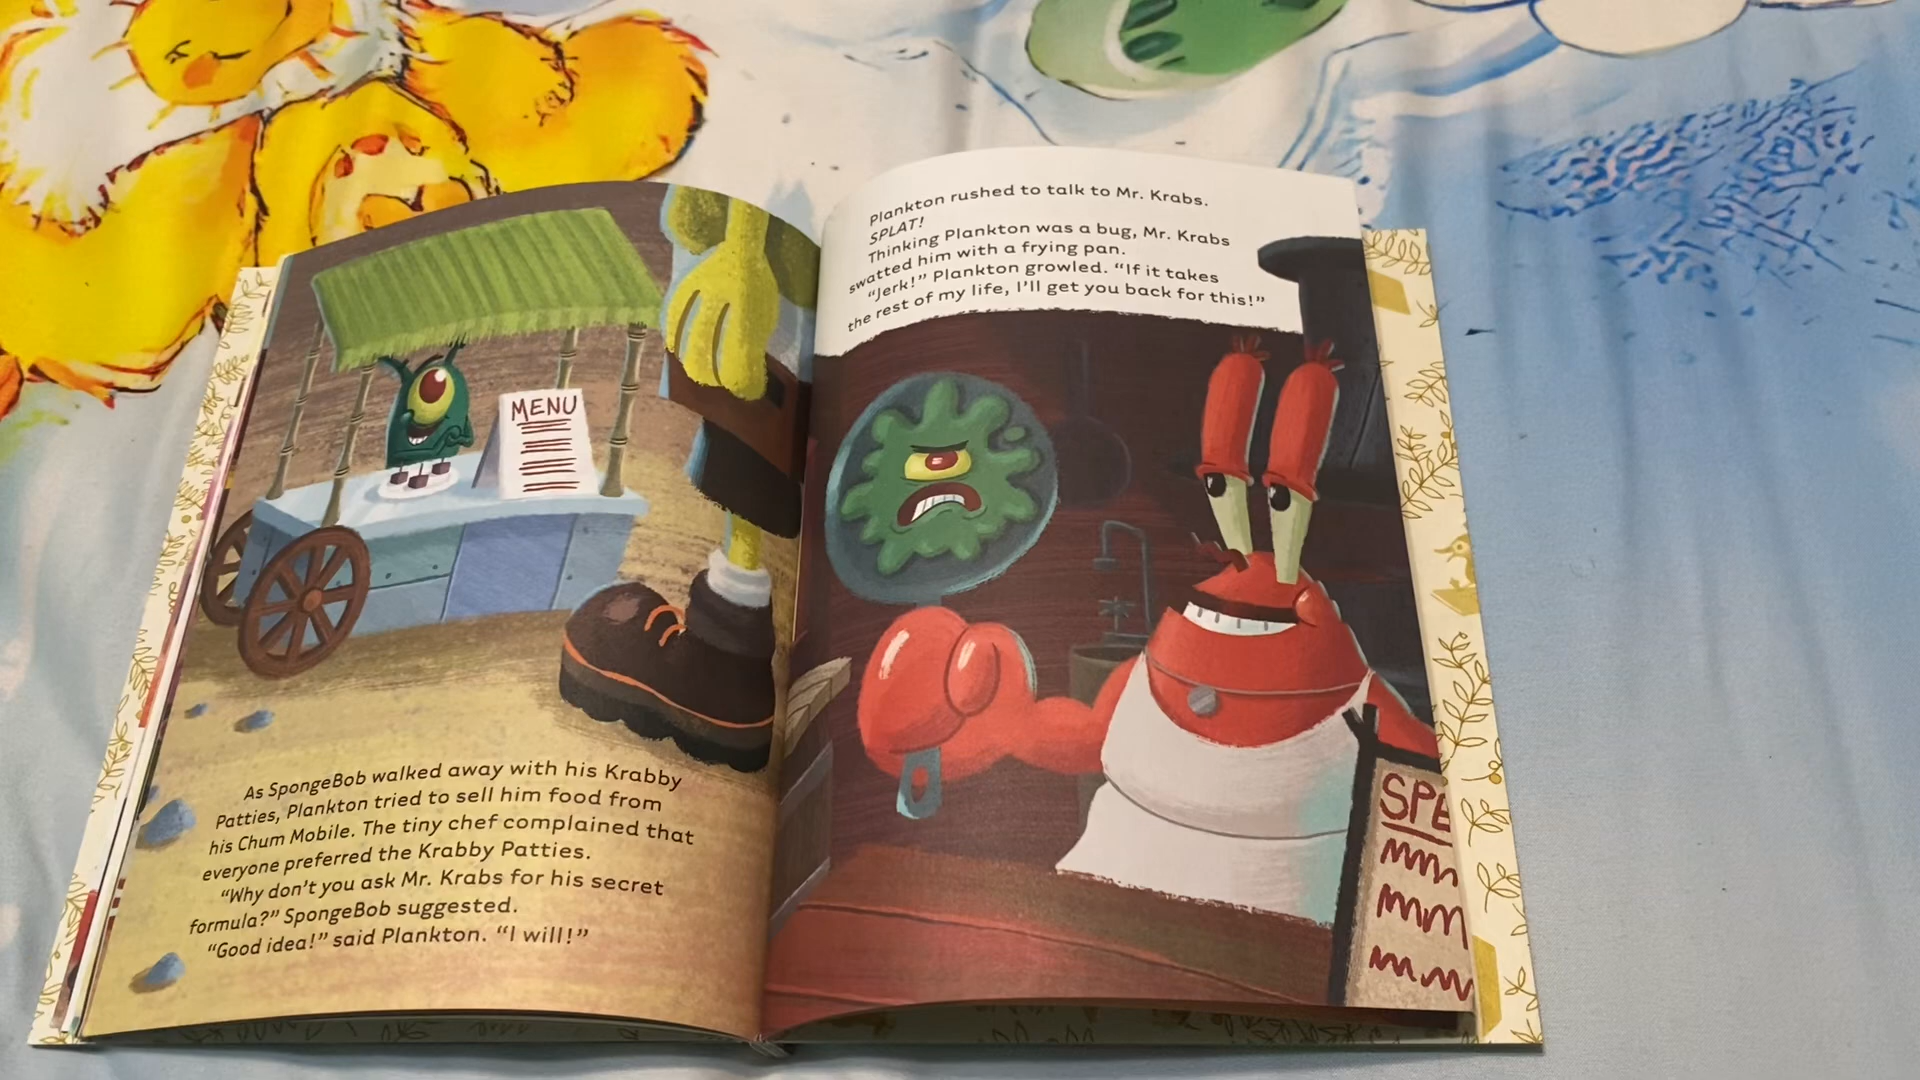 MENU
As SpongeBob walked away with his Krabby
Patties, Plankton tried to sell him food from
his Chum Mobile. The tiny chef complained that
everyone preferred the Krabby Patties.
“Why don’t you ask Mr. Krabs for his secret
formula?” SpongeBob suggested.
“Good idea!” said Plankton. “I will!”
Plankton rushed to talk to Mr. Krabs.
SPLAT!
Thinking Plankton was a bug, Mr. Krabs
swatted him with a frying pan.
“Jerk!” Plankton growled. “If it takes
the rest of my life, I’ll get you back for this!”
SPE